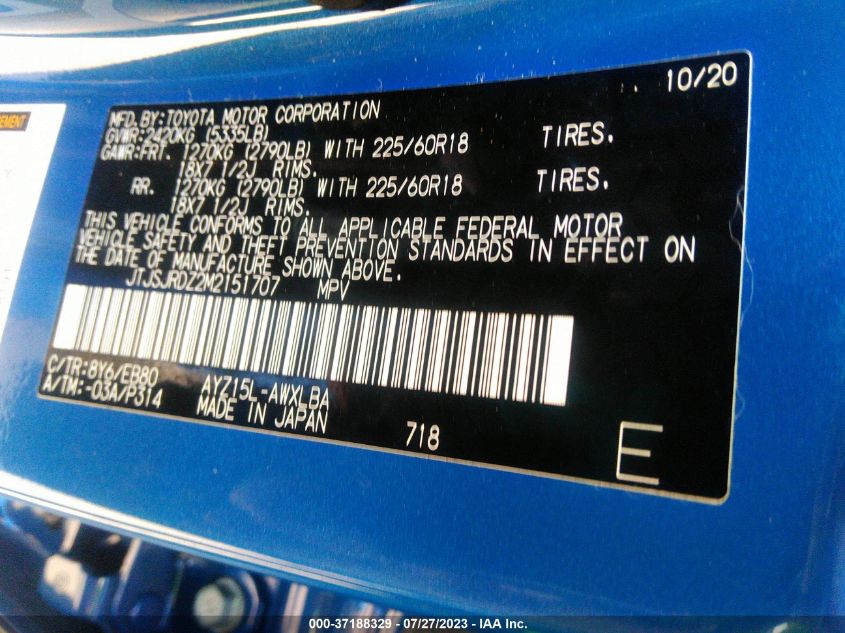 EMENT
10/20
MFD. BY: TOYOTA MOTOR CORPORATION
GVWR: 2420KG (5335LB)
GAWR: FRT. 1270KG (2790LB) WITH 225/60R18 TIRES.
18X7 1/2J RIMS.
RR. 1270KG (2790LB) WITH 225/60R18 TIRES.
18X7 1/2J RIMS.
THIS VEHICLE CONFORMS TO ALL APPLICABLE FEDERAL MOTOR
VEHICLE SAFETY AND THEFT PREVENTION STANDARDS IN EFFECT ON
THE DATE OF MANUFACTURE SHOWN ABOVE.
JTJSJRDZ2M2151707 MPV
C/TR: 8Y6/EB80 AYZ15L-AWXLBA
A/TM: -03A/P314 MADE IN JAPAN
718
E
000-37188329 - 07/27/2023 - IAA Inc.